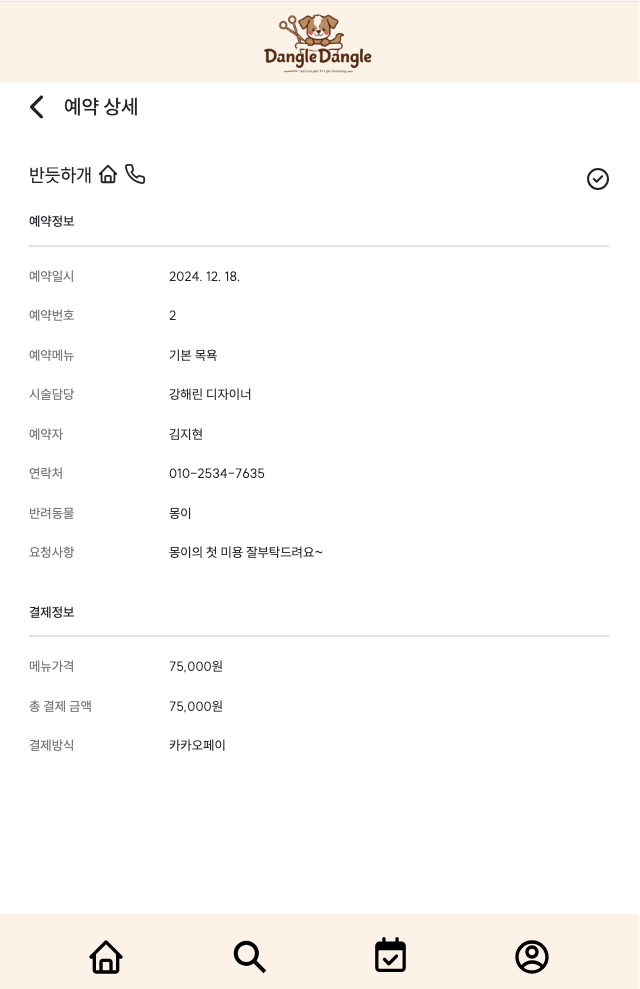 DangleDangle
예약 상세
반듯하개
예약정보
예약일시 2024. 12. 18.
예약번호 2
예약메뉴 기본 목욕
시술담당 강해린 디자이너
예약자 김지현
연락처 010-2534-7635
반려동물 몽이
요청사항 몽이의 첫 미용 잘부탁드려요~
결제정보
메뉴가격 75,000원
총 결제 금액 75,000원
결제방식 카카오페이